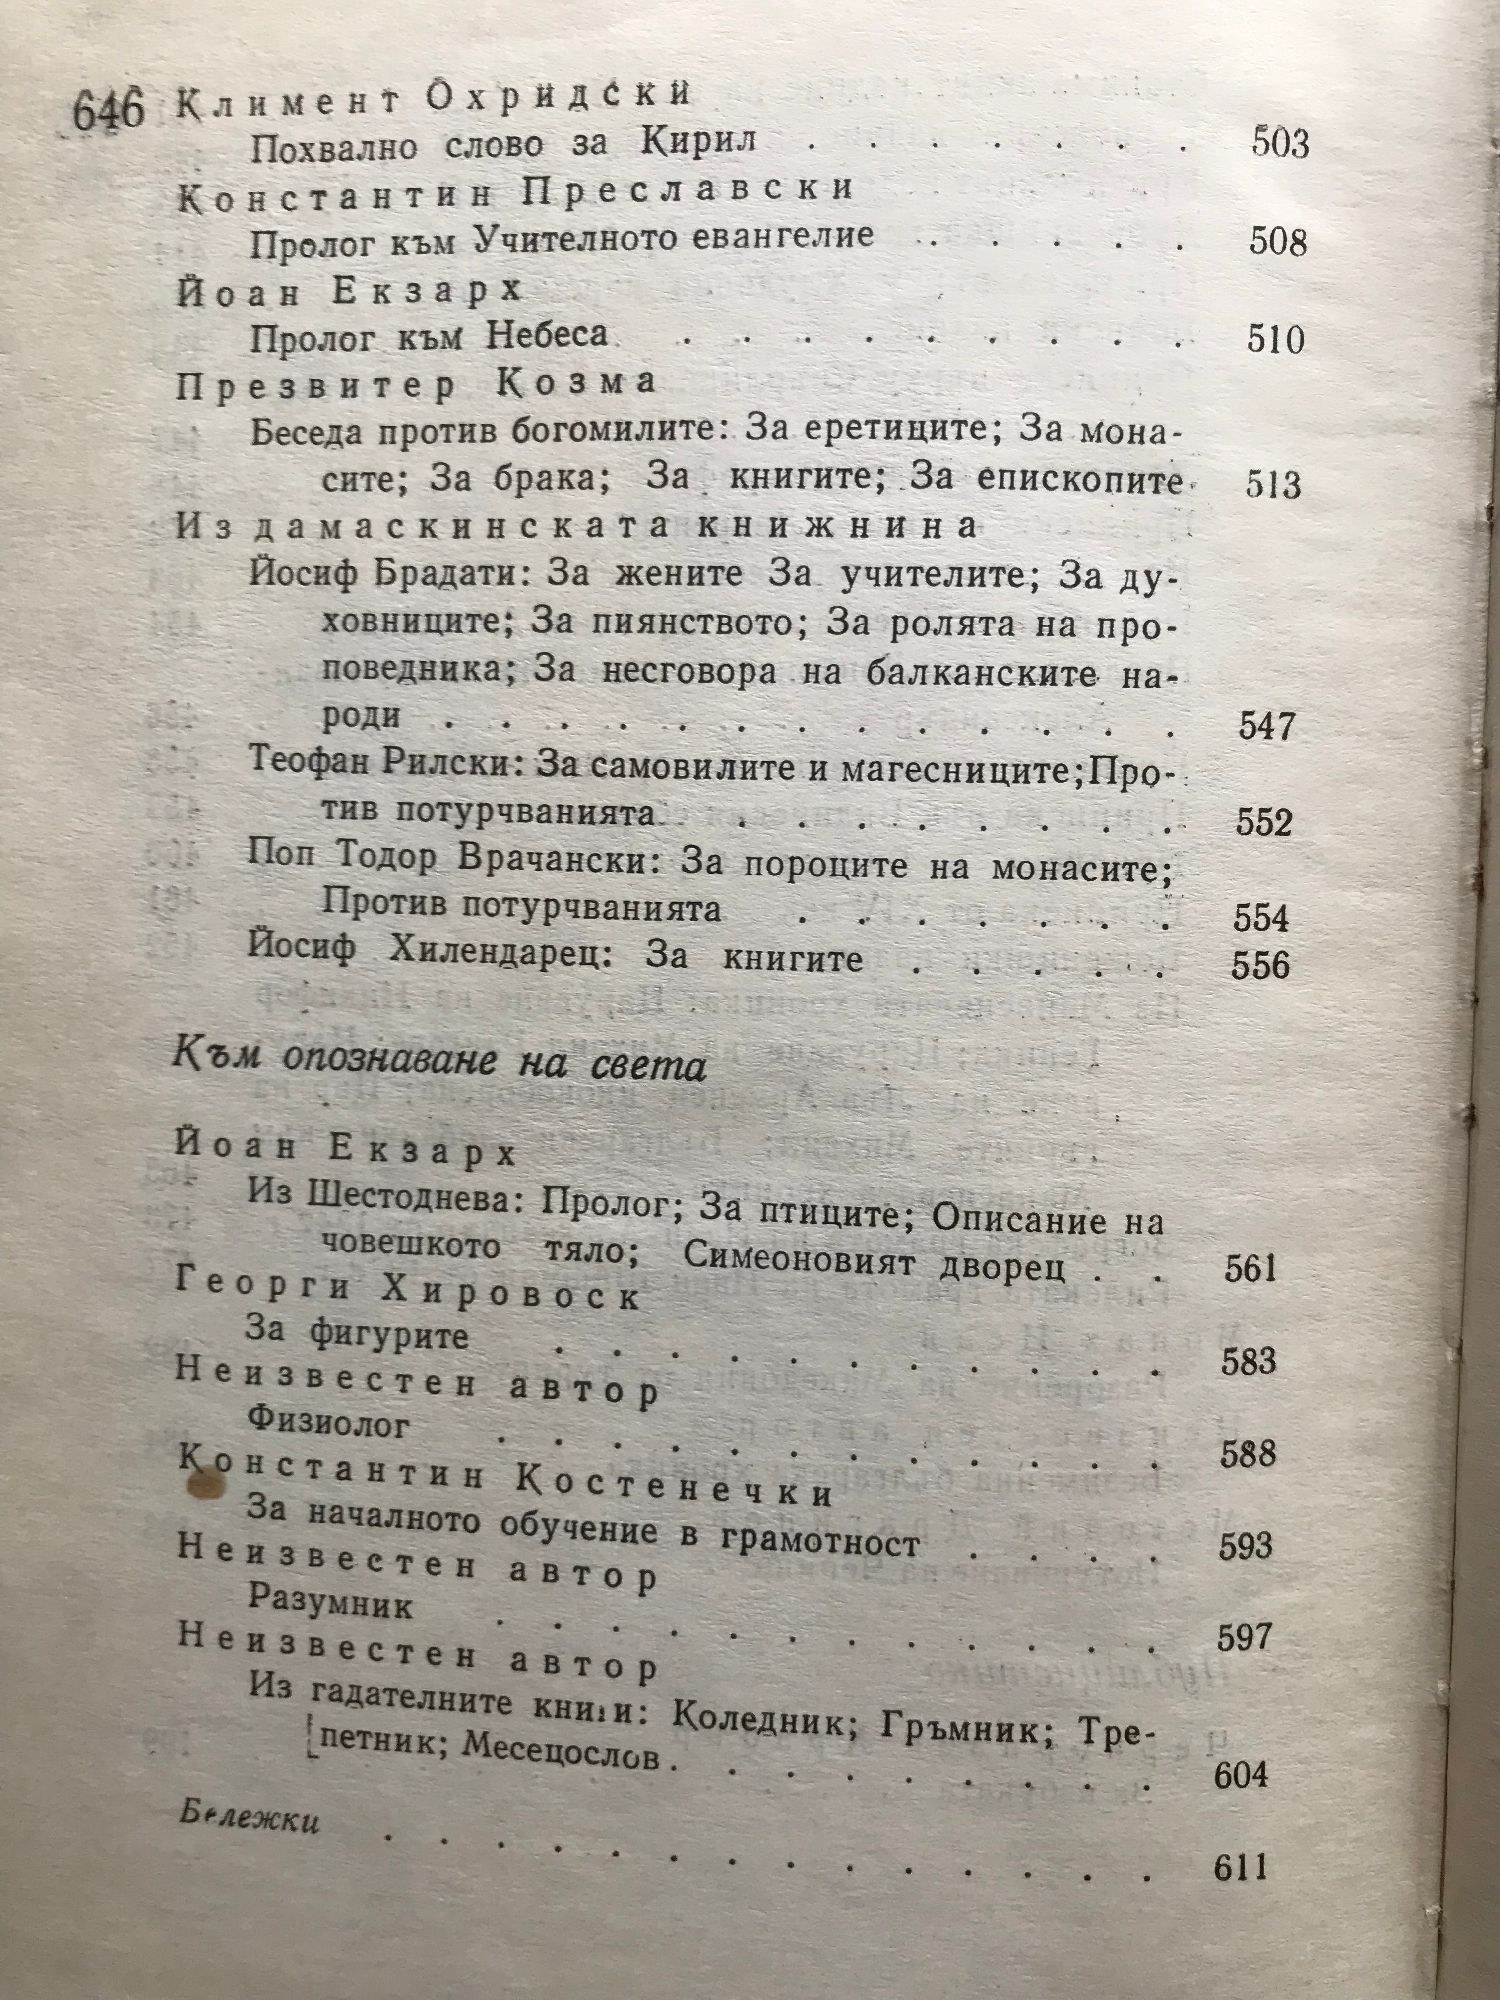 646 Климент Охридски
Похвално слово за Кирил . . . . . . . 503
Константин Преславски
Пролог към Учителното евангелие . . . . . . 508
Йоан Екзарх
Пролог към Небеса . . . . . . . . . 510
Презвитер Козма
Беседа против богомилите: За еретиците; За мона-
сите; За брака; За книгите; За епископите 513
Из дамаскинската книжнина
Йосиф Брадати: За жените За учителите; За ду-
ховниците; За пиянството; За ролята на про-
поведника; За несговора на балканските на-
роди . . . . . . . . . . . . . 547
Теофан Рилски: За самовилите и магесниците;Про-
тив потурчванията . . . . . . . . 552
Поп Тодор Врачански: За пороците на монасите;
Против потурчванията . . . . . . . 554
Йосиф Хилендарец: За книгите . . . . . 556
Към опознаване на света
Йоан Екзарх
Из Шестоднева: Пролог; За птиците; Описание на
човешкото тяло; Симеоновият дворец . . 561
Георги Хировоск
За фигурите . . . . . . . . . . . 583
Неизвестен автор
Физиолог . . . . . . . . . . . . 588
Константин Костенечки
За началното обучение в грамотност . . . . 593
Неизвестен автор
Разумник . . . . . . . . . . . . 597
Неизвестен автор
Из гадателните книги: Коледник; Гръмник; Тре-
петник; Месецослов . . . . . . . . . 604
Бележки . . . . . . . . . . . . . . 611